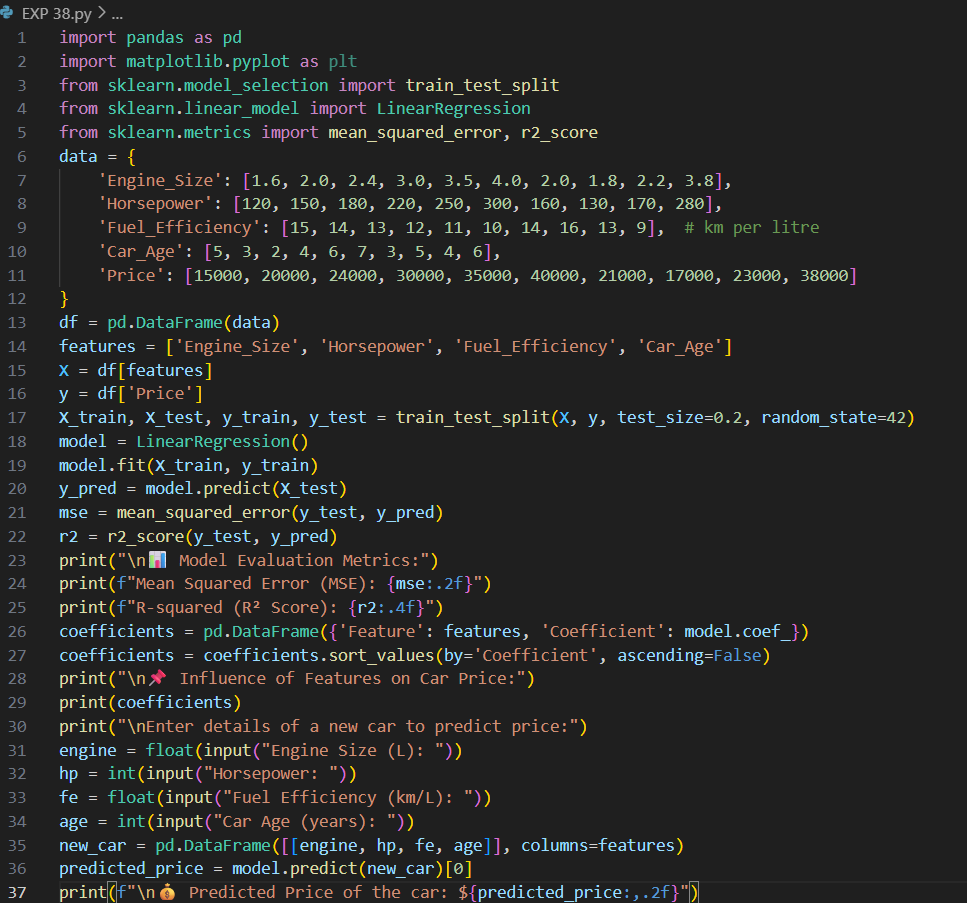 EXP 38.py > ...
1 import pandas as pd
2 import matplotlib.pyplot as plt
3 from sklearn.model_selection import train_test_split
4 from sklearn.linear_model import LinearRegression
5 from sklearn.metrics import mean_squared_error, r2_score
6 data = {
7     'Engine_Size': [1.6, 2.0, 2.4, 3.0, 3.5, 4.0, 2.0, 1.8, 2.2, 3.8],
8     'Horsepower': [120, 150, 180, 220, 250, 300, 160, 130, 170, 280],
9     'Fuel_Efficiency': [15, 14, 13, 12, 11, 10, 14, 16, 13, 9],  # km per litre
10     'Car_Age': [5, 3, 2, 4, 6, 7, 3, 5, 4, 6],
11     'Price': [15000, 20000, 24000, 30000, 35000, 40000, 21000, 17000, 23000, 38000]
12 }
13 df = pd.DataFrame(data)
14 features = ['Engine_Size', 'Horsepower', 'Fuel_Efficiency', 'Car_Age']
15 X = df[features]
16 y = df['Price']
17 X_train, X_test, y_train, y_test = train_test_split(X, y, test_size=0.2, random_state=42)
18 model = LinearRegression()
19 model.fit(X_train, y_train)
20 y_pred = model.predict(X_test)
21 mse = mean_squared_error(y_test, y_pred)
22 r2 = r2_score(y_test, y_pred)
23 print("\n📊 Model Evaluation Metrics:")
24 print(f"Mean Squared Error (MSE): {mse:.2f}")
25 print(f"R-squared (R² Score): {r2:.4f}")
26 coefficients = pd.DataFrame({'Feature': features, 'Coefficient': model.coef_})
27 coefficients = coefficients.sort_values(by='Coefficient', ascending=False)
28 print("\n📌 Influence of Features on Car Price:")
29 print(coefficients)
30 print("\nEnter details of a new car to predict price:")
31 engine = float(input("Engine Size (L): "))
32 hp = int(input("Horsepower: "))
33 fe = float(input("Fuel Efficiency (km/L): "))
34 age = int(input("Car Age (years): "))
35 new_car = pd.DataFrame([[engine, hp, fe, age]], columns=features)
36 predicted_price = model.predict(new_car)[0]
37 print(f"\n💰 Predicted Price of the car: ${predicted_price:,.2f}")